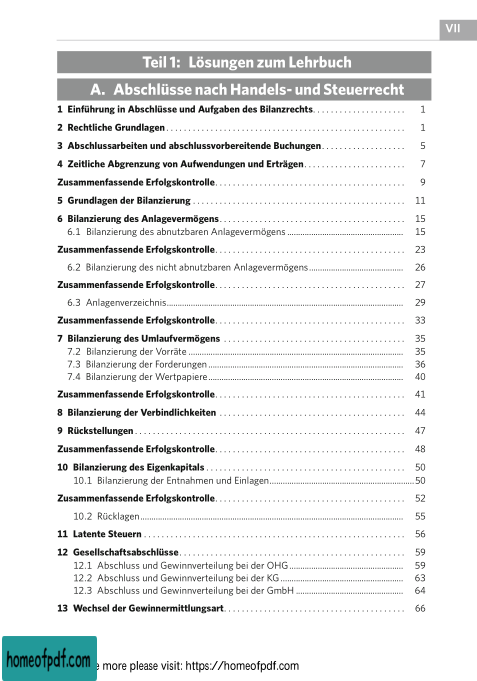 VII
Teil 1: Lösungen zum Lehrbuch
A. Abschlüsse nach Handels- und Steuerrecht
1 Einführung in Abschlüsse und Aufgaben des Bilanzrechts. . . . . . . . . . . . . . . . . . . . . 1
2 Rechtliche Grundlagen . . . . . . . . . . . . . . . . . . . . . . . . . . . . . . . . . . . . . . . . . . . . . . . . . . . . . . 1
3 Abschlussarbeiten und abschlussvorbereitende Buchungen. . . . . . . . . . . . . . . . . . . 5
4 Zeitliche Abgrenzung von Aufwendungen und Erträgen. . . . . . . . . . . . . . . . . . . . . . . 7
Zusammenfassende Erfolgskontrolle. . . . . . . . . . . . . . . . . . . . . . . . . . . . . . . . . . . . . . . . . . . 9
5 Grundlagen der Bilanzierung . . . . . . . . . . . . . . . . . . . . . . . . . . . . . . . . . . . . . . . . . . . . . . . . 11
6 Bilanzierung des Anlagevermögens. . . . . . . . . . . . . . . . . . . . . . . . . . . . . . . . . . . . . . . . . . 15
6.1 Bilanzierung des abnutzbaren Anlagevermögens ........................ 15
Zusammenfassende Erfolgskontrolle. . . . . . . . . . . . . . . . . . . . . . . . . . . . . . . . . . . . . . . . . . . 23
6.2 Bilanzierung des nicht abnutzbaren Anlagevermögens........................ 26
Zusammenfassende Erfolgskontrolle. . . . . . . . . . . . . . . . . . . . . . . . . . . . . . . . . . . . . . . . . . . 27
6.3 Anlagenverzeichnis........................ 29
Zusammenfassende Erfolgskontrolle. . . . . . . . . . . . . . . . . . . . . . . . . . . . . . . . . . . . . . . . . . . 33
7 Bilanzierung des Umlaufvermögens . . . . . . . . . . . . . . . . . . . . . . . . . . . . . . . . . . . . . . . . . 35
7.2 Bilanzierung der Vorräte ........................ 35
7.3 Bilanzierung der Forderungen ........................ 36
7.4 Bilanzierung der Wertpapiere........................ 40
Zusammenfassende Erfolgskontrolle. . . . . . . . . . . . . . . . . . . . . . . . . . . . . . . . . . . . . . . . . . . 41
8 Bilanzierung der Verbindlichkeiten . . . . . . . . . . . . . . . . . . . . . . . . . . . . . . . . . . . . . . . . . . 44
9 Rückstellungen . . . . . . . . . . . . . . . . . . . . . . . . . . . . . . . . . . . . . . . . . . . . . . . . . . . . . . . . . . . . . 47
Zusammenfassende Erfolgskontrolle. . . . . . . . . . . . . . . . . . . . . . . . . . . . . . . . . . . . . . . . . . . 48
10 Bilanzierung des Eigenkapitals . . . . . . . . . . . . . . . . . . . . . . . . . . . . . . . . . . . . . . . . . . . . . 50
10.1 Bilanzierung der Entnahmen und Einlagen........................50
Zusammenfassende Erfolgskontrolle. . . . . . . . . . . . . . . . . . . . . . . . . . . . . . . . . . . . . . . . . . . 52
10.2 Rücklagen........................ 55
11 Latente Steuern . . . . . . . . . . . . . . . . . . . . . . . . . . . . . . . . . . . . . . . . . . . . . . . . . . . . . . . . . . . 56
12 Gesellschaftsabschlüsse. . . . . . . . . . . . . . . . . . . . . . . . . . . . . . . . . . . . . . . . . . . . . . . . . . . 59
12.1 Abschluss und Gewinnverteilung bei der OHG ........................ 59
12.2 Abschluss und Gewinnverteilung bei der KG ........................ 63
12.3 Abschluss und Gewinnverteilung bei der GmbH ........................ 64
13 Wechsel der Gewinnermittlungsart. . . . . . . . . . . . . . . . . . . . . . . . . . . . . . . . . . . . . . . . . 66
homeofpdf.com
more please visit: https://homeofpdf.com